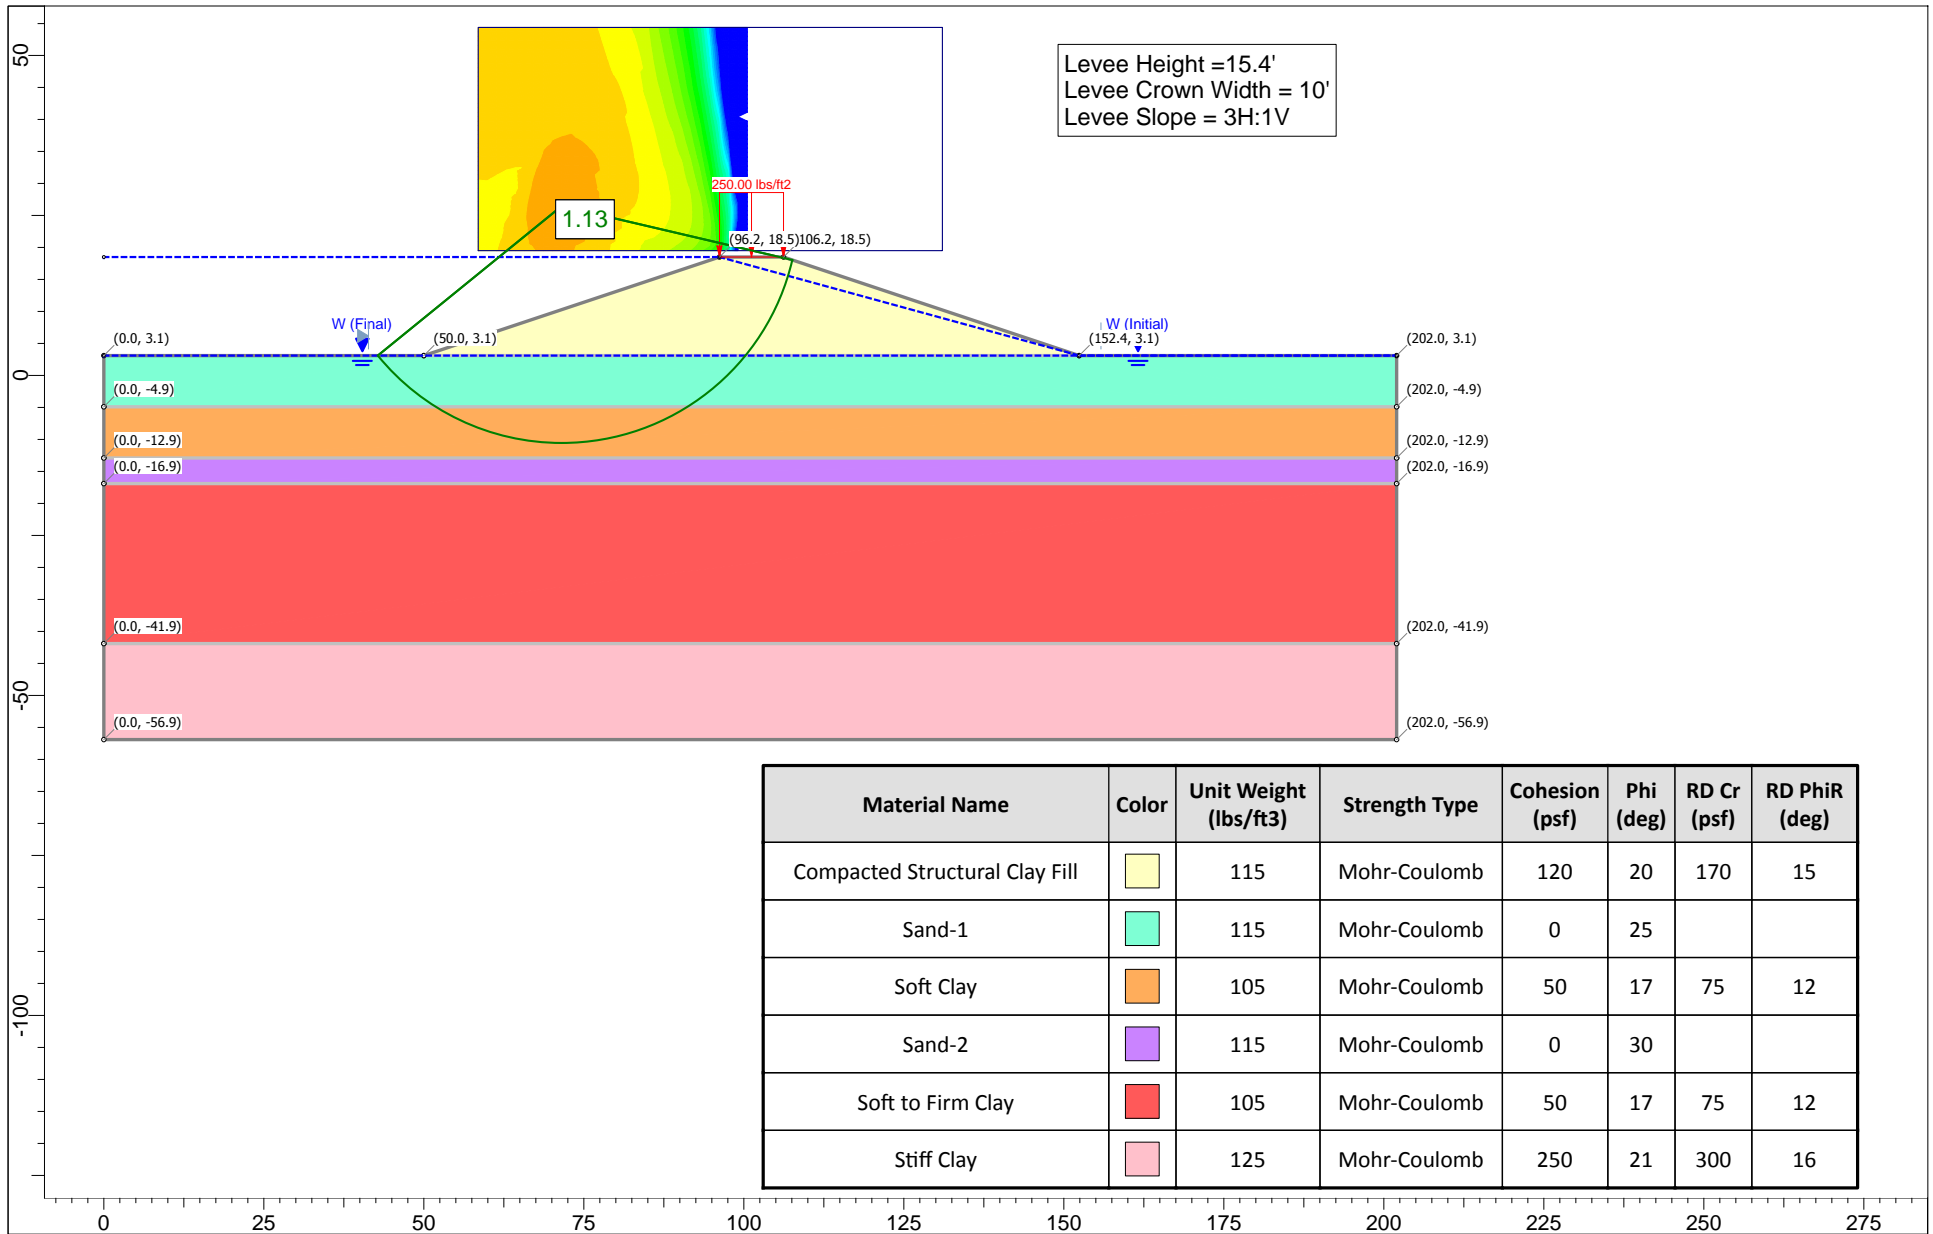 50
0
-50
-100
Levee Height =15.4'
Levee Crown Width = 10'
Levee Slope = 3H:1V
250.00 lbs/ft2
1.13
(96.2, 18.5)
106.2, 18.5)
W (Final)
W (Initial)
(0.0, 3.1)
(50.0, 3.1)
(152.4, 3.1)
(202.0, 3.1)
(0.0, -4.9)
(202.0, -4.9)
(0.0, -12.9)
(202.0, -12.9)
(0.0, -16.9)
(202.0, -16.9)
(0.0, -41.9)
(202.0, -41.9)
(0.0, -56.9)
(202.0, -56.9)
Material Name Color Unit Weight (lbs/ft3) Strength Type Cohesion (psf) Phi (deg) RD Cr (psf) RD PhiR (deg)
Compacted Structural Clay Fill 115 Mohr-Coulomb 120 20 170 15
Sand-1 115 Mohr-Coulomb 0 25
Soft Clay 105 Mohr-Coulomb 50 17 75 12
Sand-2 115 Mohr-Coulomb 0 30
Soft to Firm Clay 105 Mohr-Coulomb 50 17 75 12
Stiff Clay 125 Mohr-Coulomb 250 21 300 16
0 25 50 75 100 125 150 175 200 225 250 275